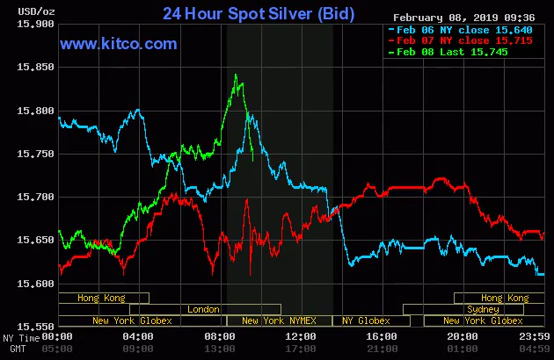 24 Hour Spot Silver (Bid)
USD/oz
February 08, 2019 09:36
www.kitco.com
Feb 06 NY close 15.640
Feb 07 NY close 15.715
Feb 08 Last 15.745
15.900
15.850
15.800
15.750
15.700
15.650
15.600
15.550
Hong Kong
Hong Kong
London
Sydney
New York Globex
New York NYMEX
NY Globex
New York Globex
NY Time 00:00 04:00 08:00 12:00 16:00 20:00 23:59
GMT 05:00 09:00 13:00 17:00 21:00 01:00 04:59